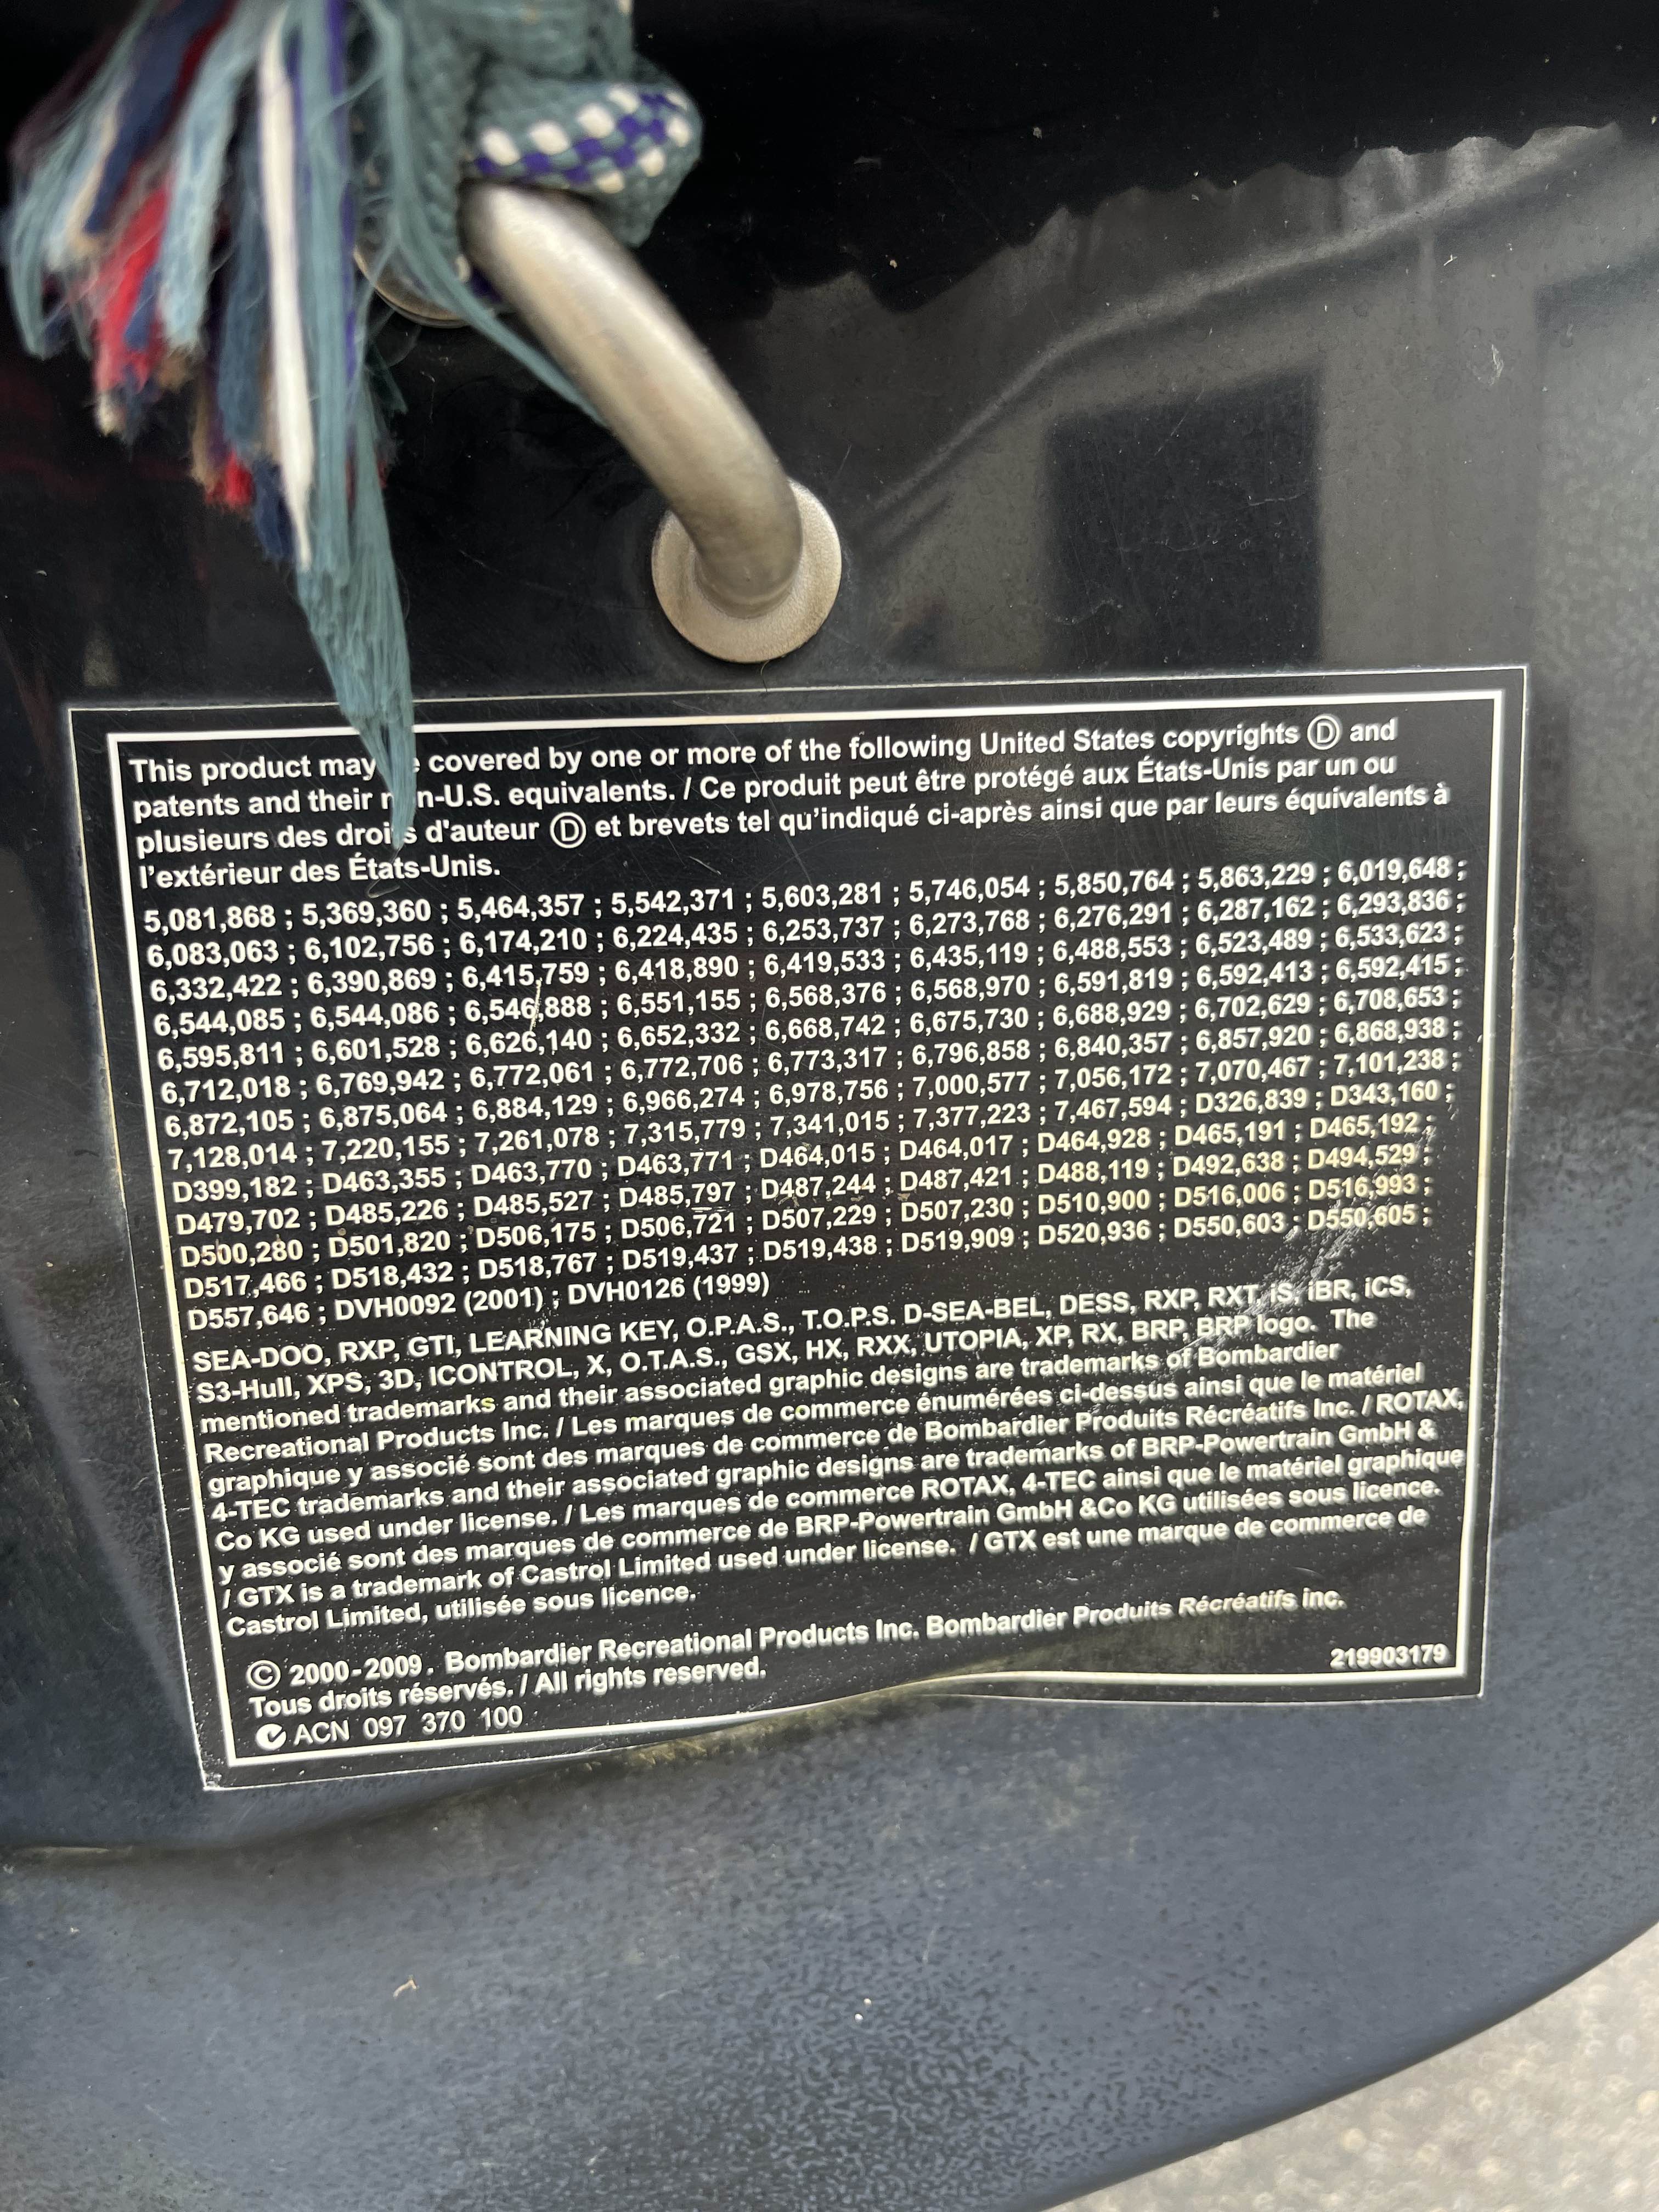 This product may covered by one or more of the following United States copyrights Ⓓ and
patents and their non-U.S. equivalents. / Ce produit peut être protégé aux États-Unis par un ou
plusieurs des droits d'auteur Ⓓ et brevets tel qu'indiqué ci-après ainsi que par leurs équivalents à
l'extérieur des États-Unis.
5,081,868 ; 5,369,360 ; 5,464,357 ; 5,542,371 ; 5,603,281 ; 5,746,054 ; 5,850,764 ; 5,863,229 ; 6,019,648 ;
6,083,063 ; 6,102,756 ; 6,174,210 ; 6,224,435 ; 6,253,737 ; 6,273,768 ; 6,276,291 ; 6,287,162 ; 6,293,836 ;
6,332,422 ; 6,390,869 ; 6,415,759 ; 6,418,890 ; 6,419,533 ; 6,435,119 ; 6,488,553 ; 6,523,489 ; 6,533,623 ;
6,544,085 ; 6,544,086 ; 6,546,888 ; 6,551,155 ; 6,568,376 ; 6,568,970 ; 6,591,819 ; 6,592,413 ; 6,592,415 ;
6,595,811 ; 6,601,528 ; 6,626,140 ; 6,652,332 ; 6,668,742 ; 6,675,730 ; 6,688,929 ; 6,702,629 ; 6,708,653 ;
6,712,018 ; 6,769,942 ; 6,772,061 ; 6,772,706 ; 6,773,317 ; 6,796,858 ; 6,840,357 ; 6,857,920 ; 6,868,938 ;
6,872,105 ; 6,875,064 ; 6,884,129 ; 6,966,274 ; 6,978,756 ; 7,000,577 ; 7,056,172 ; 7,070,467 ; 7,101,238 ;
7,128,014 ; 7,220,155 ; 7,261,078 ; 7,315,779 ; 7,341,015 ; 7,377,223 ; 7,467,594 ; D326,839 ; D343,160 ;
D399,182 ; D463,355 ; D463,770 ; D463,771 ; D464,015 ; D464,017 ; D464,928 ; D465,191 ; D465,192 ;
D479,702 ; D485,226 ; D485,527 ; D485,797 ; D487,244 ; D487,421 ; D488,119 ; D492,638 ; D494,529 ;
D500,280 ; D501,820 ; D506,175 ; D506,721 ; D507,229 ; D507,230 ; D510,900 ; D516,006 ; D516,993 ;
D517,466 ; D518,432 ; D518,767 ; D519,437 ; D519,438 ; D519,909 ; D520,936 ; D550,603 ; D550,605 ;
D557,646 ; DVH0092 (2001) ; DVH0126 (1999)
SEA-DOO, RXP, GTI, LEARNING KEY, O.P.A.S., T.O.P.S. D-SEA-BEL, DESS, RXP, RXT, iS, iBR, iCS,
S3-Hull, XPS, 3D, ICONTROL, X, O.T.A.S., GSX, HX, RXX, UTOPIA, XP, RX, BRP, BRP logo. The
mentioned trademarks and their associated graphic designs are trademarks of Bombardier
Recreational Products Inc. / Les marques de commerce énumérées ci-dessus ainsi que le matériel
graphique y associé sont des marques de commerce de Bombardier Produits Récréatifs Inc. / ROTAX,
4-TEC trademarks and their associated graphic designs are trademarks of BRP-Powertrain GmbH &
Co KG used under license. / Les marques de commerce ROTAX, 4-TEC ainsi que le matériel graphique
y associé sont des marques de commerce de BRP-Powertrain GmbH &Co KG utilisées sous licence.
/ GTX is a trademark of Castrol Limited used under license. / GTX est une marque de commerce de
Castrol Limited, utilisée sous licence.
© 2000-2009. Bombardier Recreational Products Inc. Bombardier Produits Récréatifs inc.
Tous droits réservés. / All rights reserved.
219903179
ACN 097 370 100